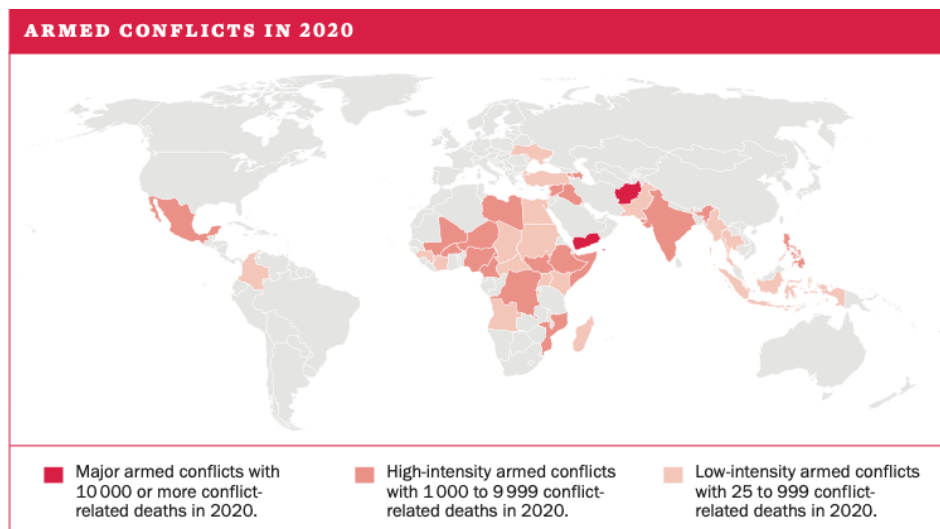 ARMED CONFLICTS IN 2020
Major armed conflicts with
10 000 or more conflict-
related deaths in 2020.
High-intensity armed conflicts
with 1 000 to 9 999 conflict-
related deaths in 2020.
Low-intensity armed conflicts
with 25 to 999 conflict-
related deaths in 2020.